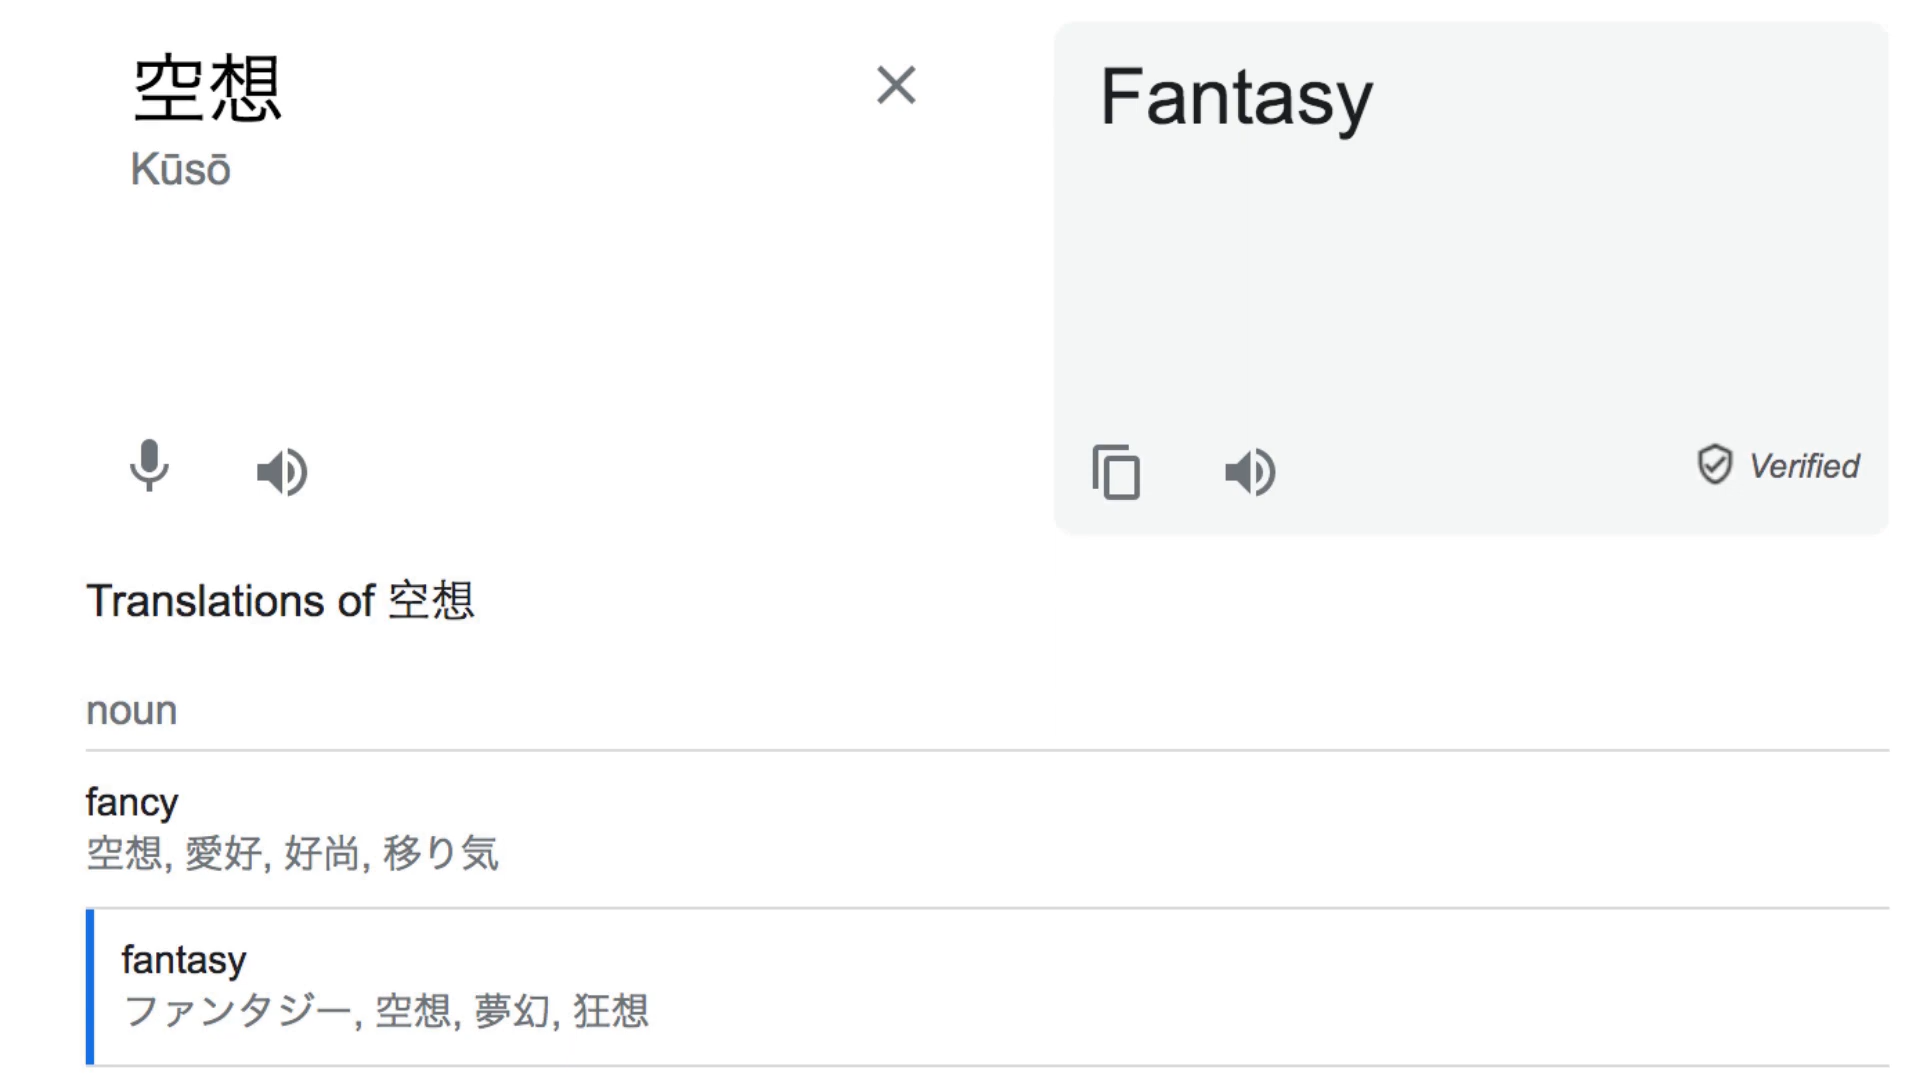 空想
Kūsō
Fantasy
Verified
Translations of 空想
noun
fancy
空想, 愛好, 好尚, 移り気
fantasy
ファンタジー, 空想, 夢幻, 狂想